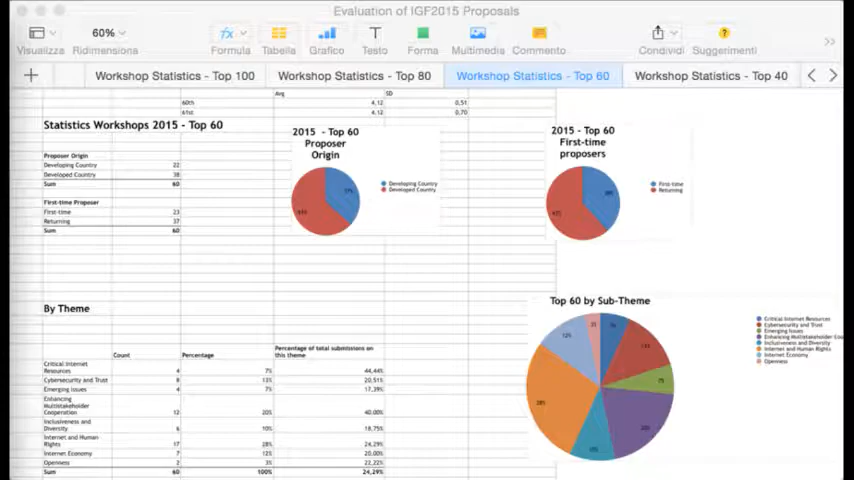 Evaluation of IGF2015 Proposals
60%
Visualizza Ridimensiona Formula Tabella Grafico Testo Forma Multimedia Commento Condividi Suggerimenti
Workshop Statistics - Top 100 Workshop Statistics - Top 80 Workshop Statistics - Top 60 Workshop Statistics - Top 40
Avg SD
60th 4,12 0,51
61st 4,12 0,70
Statistics Workshops 2015 - Top 60
Proposer Origin
Developing Country 22
Developed Country 38
Sum 60
First-time Proposer
First-time 23
Returning 37
Sum 60
2015 - Top 60
Proposer
Origin
Developing Country
Developed Country
2015 - Top 60
First-time
proposers
First-time
Returning
By Theme
Count Percentage Percentage of total submissions on
this theme
Critical Internet
Resources 4 7% 44,44%
Cybersecurity and Trust 8 13% 20,51%
Emerging Issues 4 7% 17,39%
Enhancing
Multistakeholder
Cooperation 12 20% 40,00%
Inclusiveness and
Diversity 6 10% 18,75%
Internet and Human
Rights 17 28% 24,29%
Internet Economy 7 12% 20,00%
Openness 2 3% 22,22%
Sum 60 100% 24,29%
Top 60 by Sub-Theme
Critical Internet Resources
Cybersecurity and Trust
Emerging Issues
Enhancing Multistakeholder Cou
Inclusiveness and Diversity
Internet and Human Rights
Internet Economy
Openness